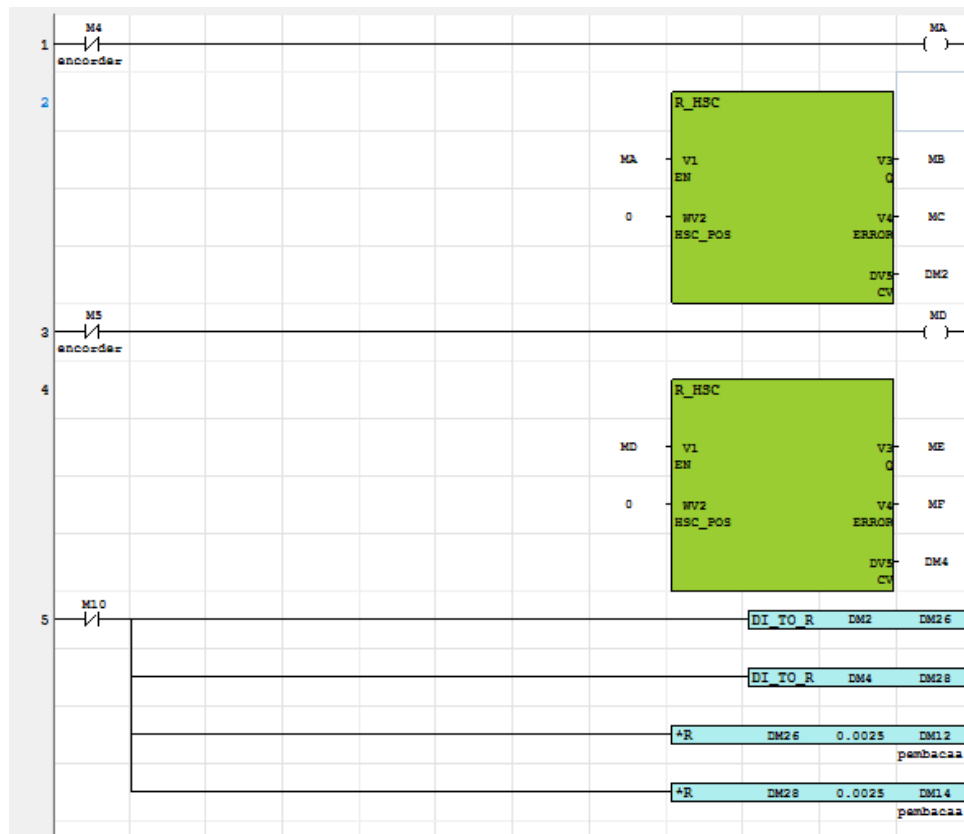 M4 MA
1
encorder
2 R_HSC
MA V1 V3 MB
EN Q
0 WV2 V4 MC
HSC_POS ERROR
DV5 DM2
CV
M5 MD
3
encorder
4 R_HSC
MD V1 V3 ME
EN Q
0 WV2 V4 MF
HSC_POS ERROR
DV5 DM4
CV
M10
5 DI_TO_R DM2 DM26
DI_TO_R DM4 DM28
*R DM26 0.0025 DM12
pembacaa
*R DM28 0.0025 DM14
pembacaa